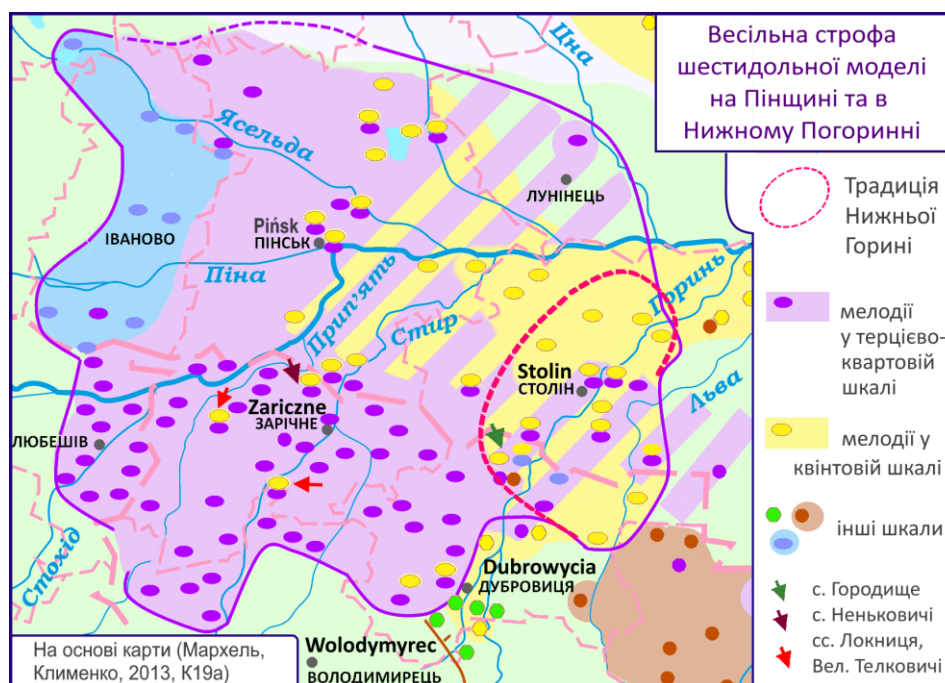 Весільна строфа
шестидольної моделі
на Пінщині та в
Нижньому Погоринні
Цна
Ясельда
ЛУНІНЕЦЬ
ІВАНОВО
Pińsk
ПІНСЬК
Піна
Прип'ять
Стир
Горинь
Stolin
СТОЛІН
Льва
Zariczne
ЗАРІЧНЕ
ЛЮБЕШІВ
Стохід
Dubrowycia
ДУБРОВИЦЯ
Wolodymyrec
ВОЛОДИМИРЕЦЬ
Традиція
Нижньої
Горині
мелодії
у терцієво-
квартовій
шкалі
мелодії у
квінтовій шкалі
інші шкали
с. Городище
с. Неньковичі
сс. Локниця,
Вел. Телковичі
На основі карти (Мархель,
Клименко, 2013, К19а)